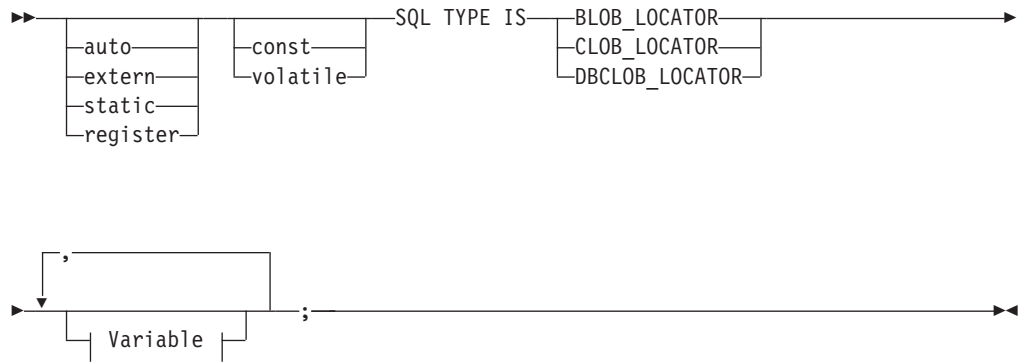 SQL TYPE IS BLOB_LOCATOR
auto const CLOB_LOCATOR
extern volatile DBCLOB_LOCATOR
static
register
,
;
Variable